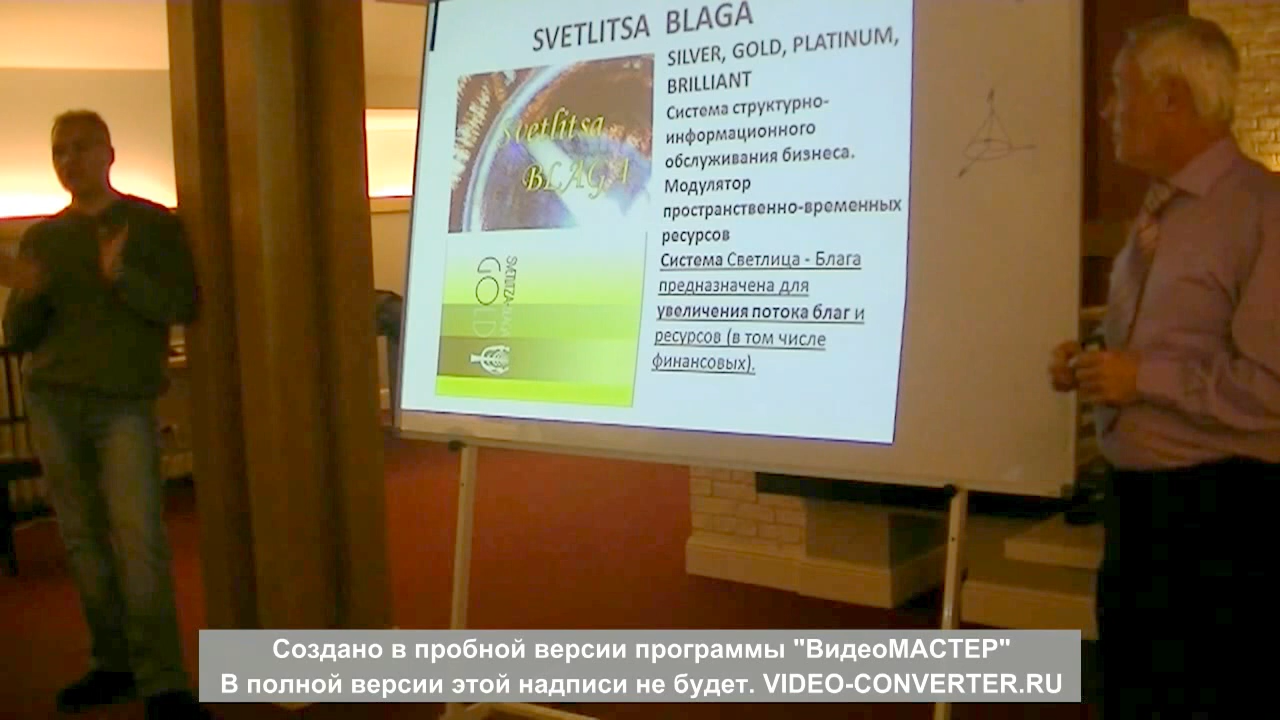 SVETLITSA BLAGA
SILVER, GOLD, PLATINUM,
BRILLIANT
Система структурно-
информационного
обслуживания бизнеса.
Модулятор
пространственно-временных
ресурсов
Система Светлица - Блага
предназначена для
увеличения потока благ и
ресурсов (в том числе
финансовых).
Svetlitsa
BLAGA
GOLD
Создано в пробной версии программы "ВидеоМАСТЕР"
В полной версии этой надписи не будет. VIDEO-CONVERTER.RU